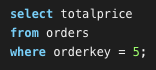 select totalprice
from orders
where orderkey = 5;